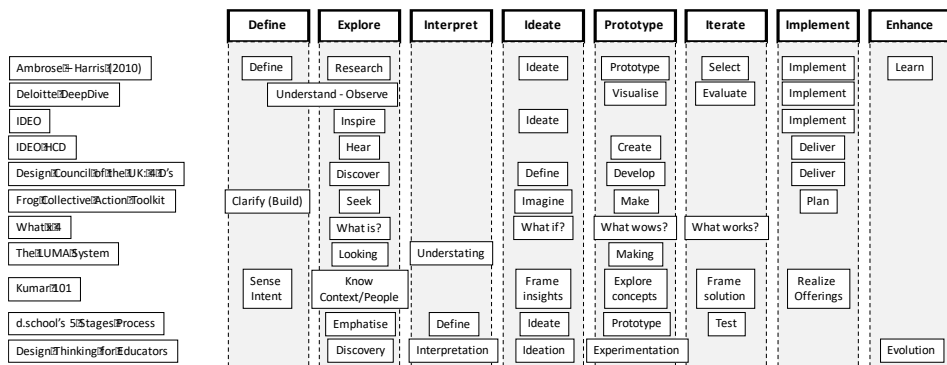 Define Explore Interpret Ideate Prototype Iterate Implement Enhance
Ambrose – Harris (2010) Define Research Ideate Prototype Select Implement Learn
Deloitte DeepDive Understand - Observe Visualise Evaluate Implement
IDEO Inspire Ideate Implement
IDEO HCD Hear Create Deliver
Design Council of the UK: 4 D's Discover Define Develop Deliver
Frog Collective Action Toolkit Clarify (Build) Seek Imagine Make Plan
What x 4 What is? What if? What wows? What works?
The LUMA System Looking Understating Making
Kumar 101 Sense Intent Know Context/People Frame insights Explore concepts Frame solution Realize Offerings
d.school's 5 Stages Process Emphatise Define Ideate Prototype Test
Design Thinking for Educators Discovery Interpretation Ideation Experimentation Evolution